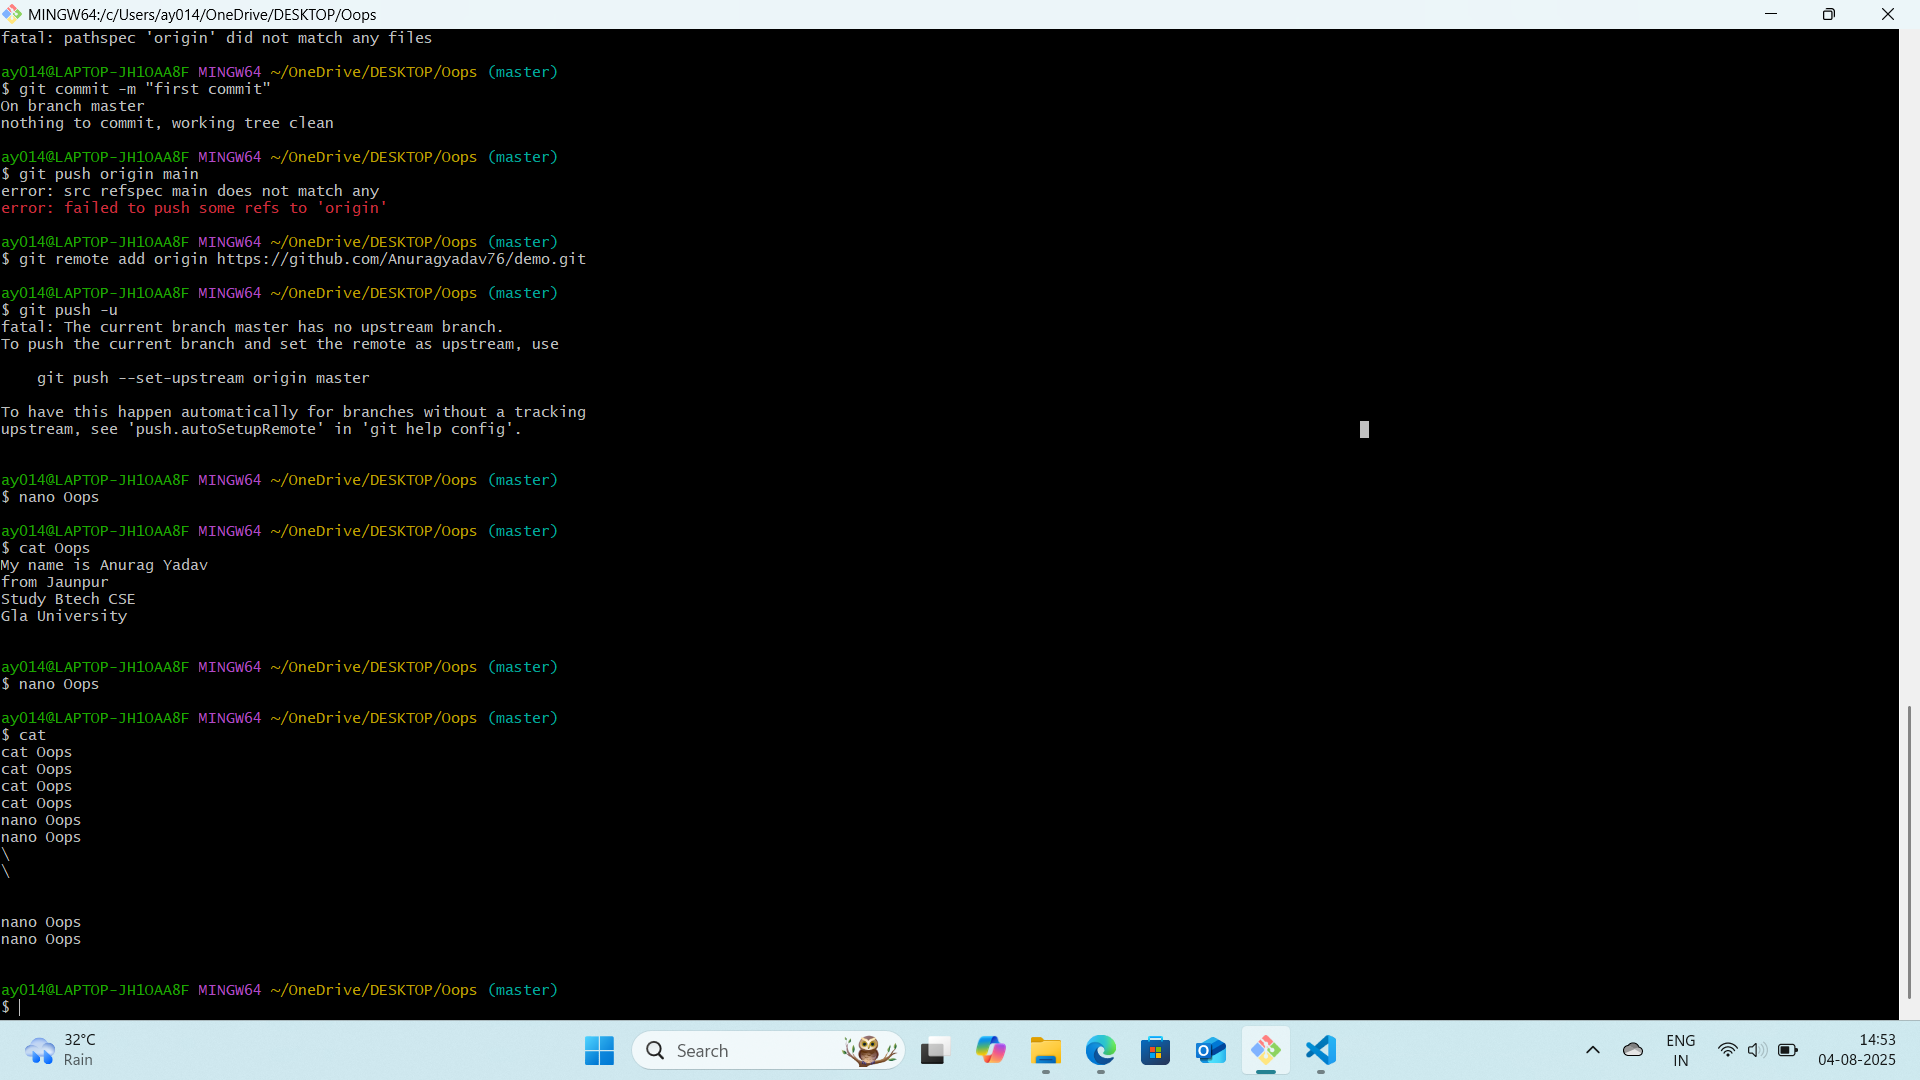 MINGW64:/c/Users/ay014/OneDrive/DESKTOP/Oops
fatal: pathspec 'origin' did not match any files
ay014@LAPTOP-JH1OAA8F MINGW64 ~/OneDrive/DESKTOP/Oops (master)
$ git commit -m "first commit"
On branch master
nothing to commit, working tree clean
ay014@LAPTOP-JH1OAA8F MINGW64 ~/OneDrive/DESKTOP/Oops (master)
$ git push origin main
error: src refspec main does not match any
error: failed to push some refs to 'origin'
ay014@LAPTOP-JH1OAA8F MINGW64 ~/OneDrive/DESKTOP/Oops (master)
$ git remote add origin https://github.com/Anuragyadav76/demo.git
ay014@LAPTOP-JH1OAA8F MINGW64 ~/OneDrive/DESKTOP/Oops (master)
$ git push -u
fatal: The current branch master has no upstream branch.
To push the current branch and set the remote as upstream, use
git push --set-upstream origin master
To have this happen automatically for branches without a tracking
upstream, see 'push.autoSetupRemote' in 'git help config'.
ay014@LAPTOP-JH1OAA8F MINGW64 ~/OneDrive/DESKTOP/Oops (master)
$ nano Oops
ay014@LAPTOP-JH1OAA8F MINGW64 ~/OneDrive/DESKTOP/Oops (master)
$ cat Oops
My name is Anurag Yadav
from Jaunpur
Study Btech CSE
Gla University
ay014@LAPTOP-JH1OAA8F MINGW64 ~/OneDrive/DESKTOP/Oops (master)
$ nano Oops
ay014@LAPTOP-JH1OAA8F MINGW64 ~/OneDrive/DESKTOP/Oops (master)
$ cat
cat Oops
cat Oops
cat Oops
cat Oops
nano Oops
nano Oops
\
\
nano Oops
nano Oops
ay014@LAPTOP-JH1OAA8F MINGW64 ~/OneDrive/DESKTOP/Oops (master)
$
32°C
Rain
Search
ENG
IN
14:53
04-08-2025